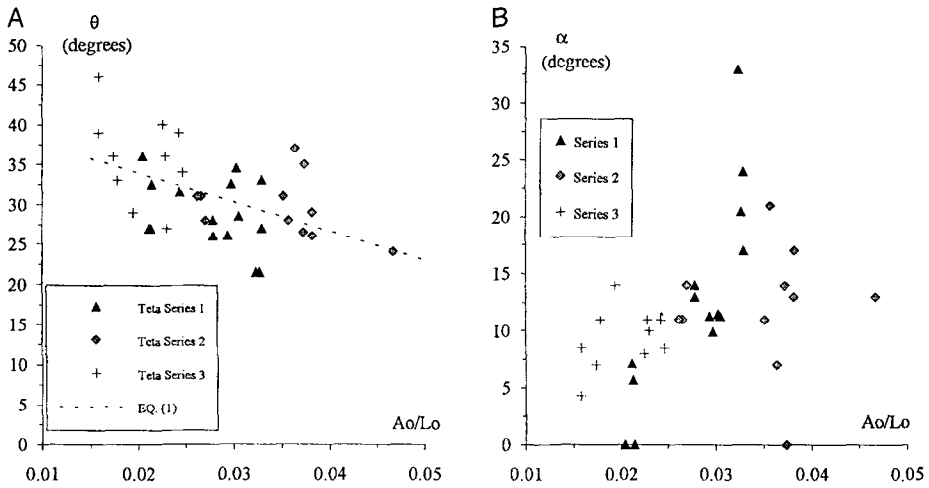 A
θ
(degrees)
50
45
40
35
30
25
20
15
10
5
0
Teta Series 1
Teta Series 2
Teta Series 3
EQ. (1)
Ao/Lo
0.01
0.02
0.03
0.04
0.05
B
α
(degrees)
35
30
25
20
15
10
5
0
Series 1
Series 2
Series 3
Ao/Lo
0.01
0.02
0.03
0.04
0.05